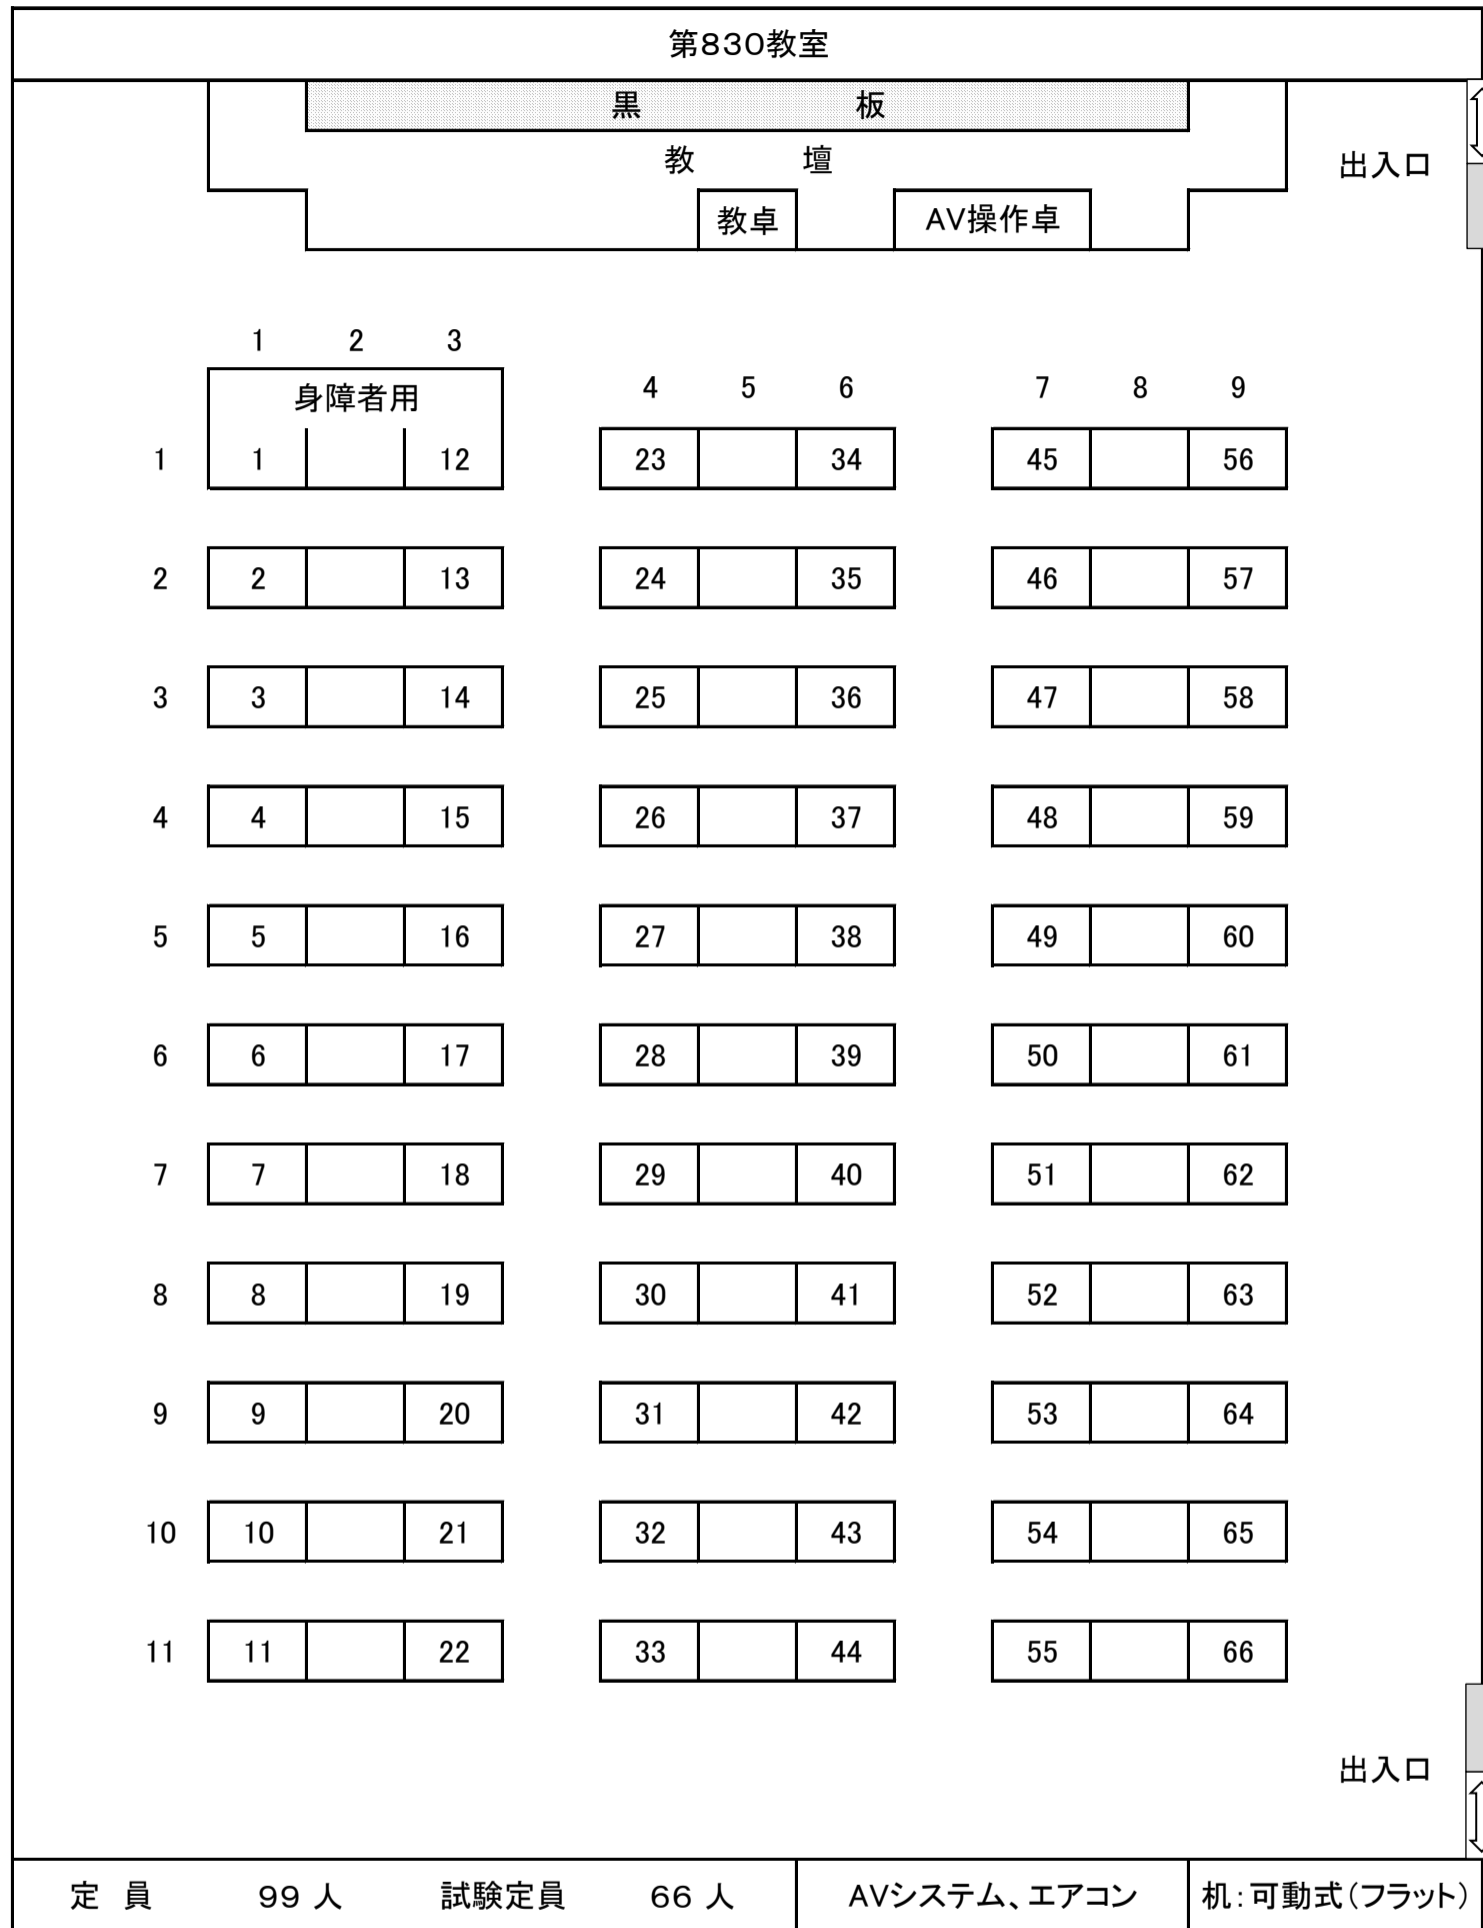 第830教室
黒 板
教 壇
出入口
教卓 AV操作卓
1 2 3
身障者用
4 5 6 7 8 9
1 1 12 23 34 45 56
2 2 13 24 35 46 57
3 3 14 25 36 47 58
4 4 15 26 37 48 59
5 5 16 27 38 49 60
6 6 17 28 39 50 61
7 7 18 29 40 51 62
8 8 19 30 41 52 63
9 9 20 31 42 53 64
10 10 21 32 43 54 65
11 11 22 33 44 55 66
出入口
定 員 99 人 試験定員 66 人 AVシステム、エアコン 机:可動式(フラット)